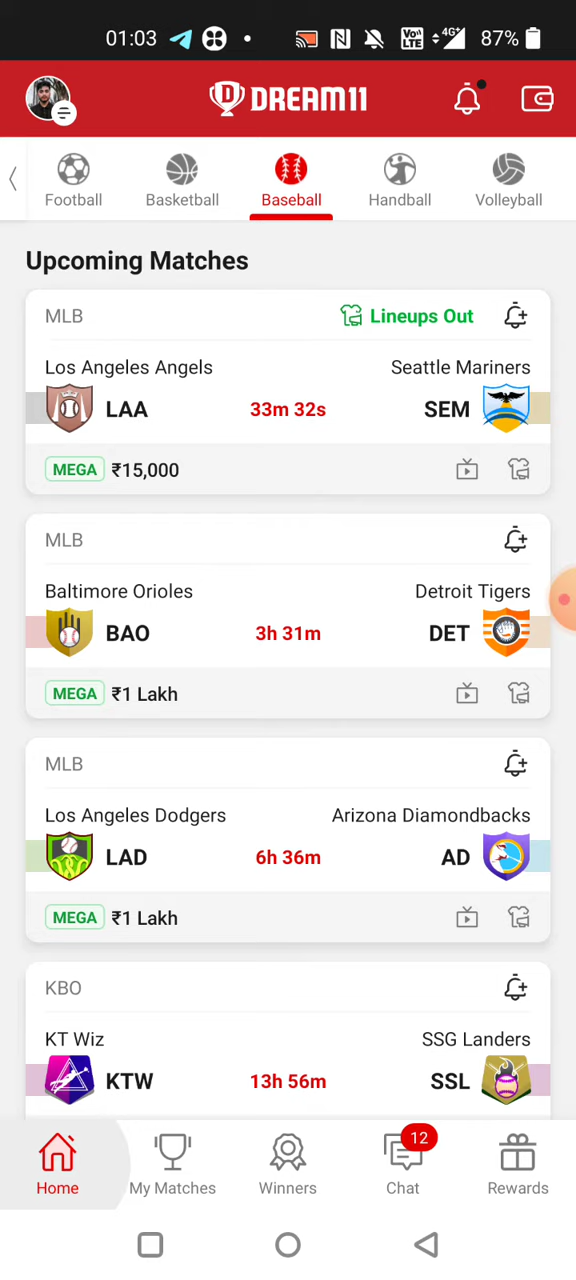 01:03 VoLTE 4G+ 87%
DREAM11
Football Basketball Baseball Handball Volleyball
Upcoming Matches
MLB Lineups Out
Los Angeles Angels Seattle Mariners
LAA 33m 32s SEM
MEGA ₹15,000
MLB
Baltimore Orioles Detroit Tigers
BAO 3h 31m DET
MEGA ₹1 Lakh
MLB
Los Angeles Dodgers Arizona Diamondbacks
LAD 6h 36m AD
MEGA ₹1 Lakh
KBO
KT Wiz SSG Landers
KTW 13h 56m SSL
12
Home My Matches Winners Chat Rewards